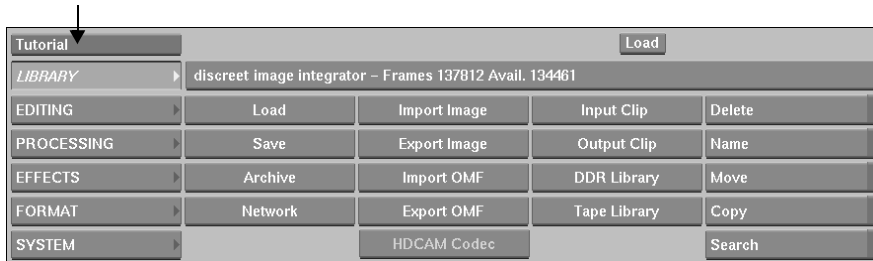 Tutorial Load
LIBRARY discreet image integrator – Frames 137812 Avail. 134461
EDITING Load Import Image Input Clip Delete
PROCESSING Save Export Image Output Clip Name
EFFECTS Archive Import OMF DDR Library Move
FORMAT Network Export OMF Tape Library Copy
SYSTEM HDCAM Codec Search